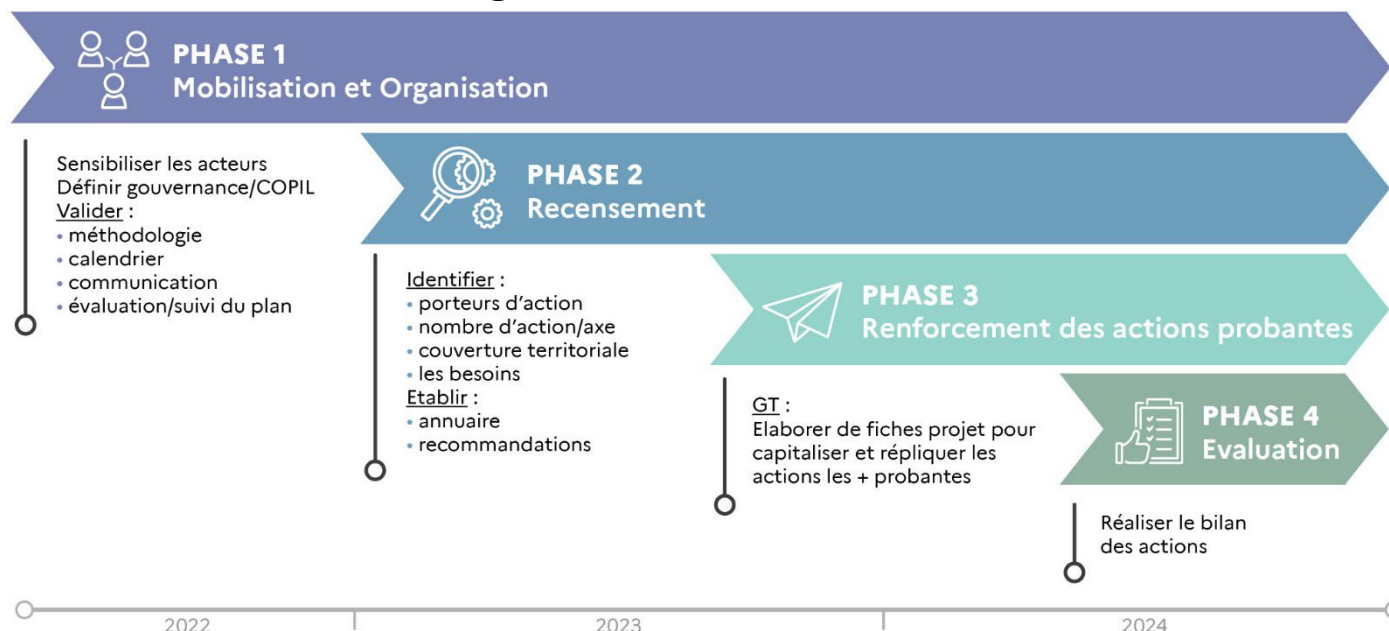 PHASE 1
Mobilisation et Organisation
Sensibiliser les acteurs
Définir gouvernance/COPIL
Valider :
• méthodologie
• calendrier
• communication
• évaluation/suivi du plan
PHASE 2
Recensement
Identifier :
• porteurs d'action
• nombre d'action/axe
• couverture territoriale
• les besoins
Etablir :
• annuaire
• recommandations
PHASE 3
Renforcement des actions probantes
GT :
Elaborer de fiches projet pour
capitaliser et répliquer les
actions les + probantes
PHASE 4
Evaluation
Réaliser le bilan
des actions
2022
2023
2024